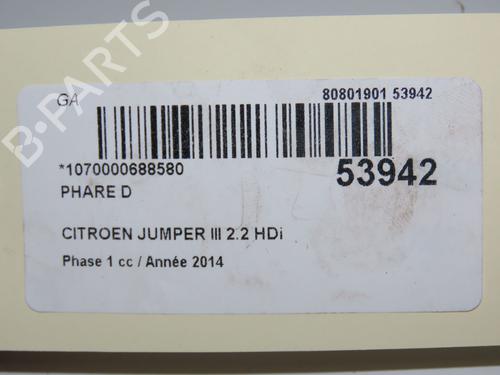 GA
80801901 53942
*1070000688580
53942
PHARE D
CITROEN JUMPER III 2.2 HDi
Phase 1 cc / Année 2014
B-PARTS